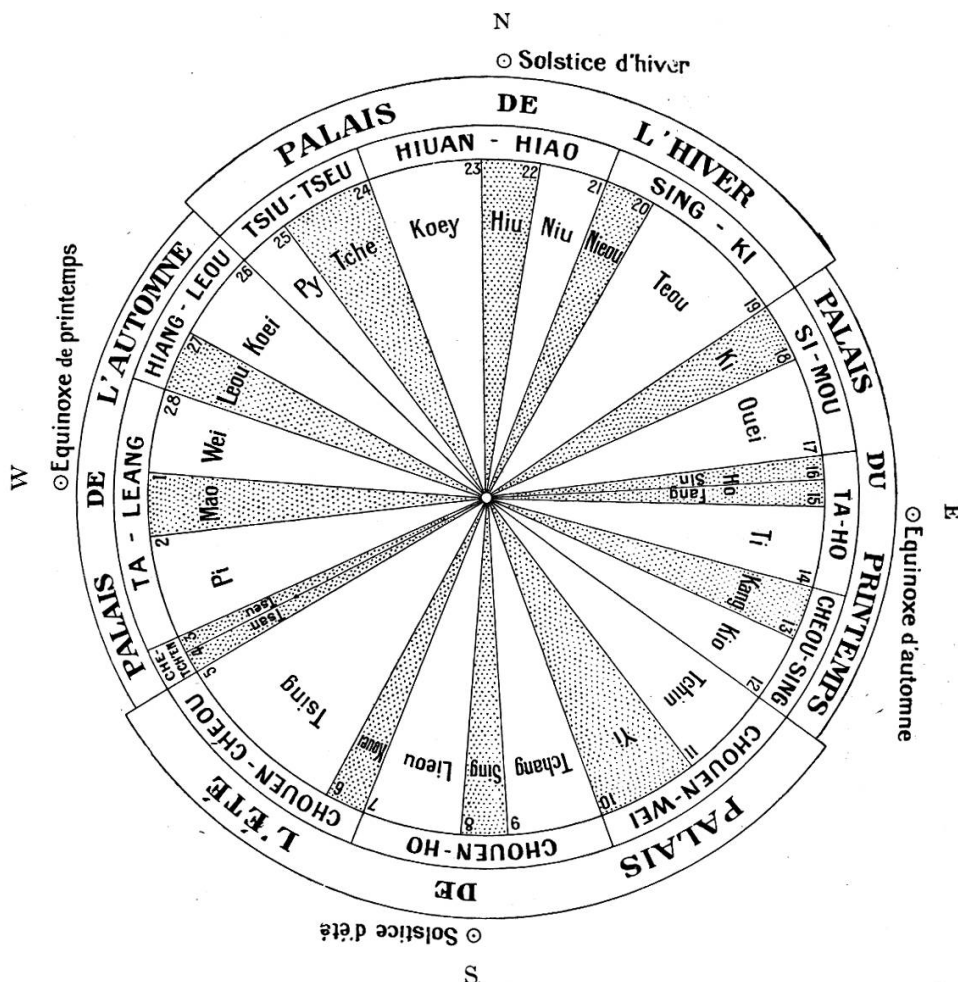 N
Solstice d'hiver
PALAIS DE L'HIVER
HIUAN - HIAO
SING - KI
TSIU-TSEU
PALAIS DU PRINTEMPS
SI-MOU
TA-HO
CHEOU-SING
E
Equinoxe d'automne
PALAIS DE L'ÉTÉ
CHOUEN-WEI
CHOUEN-HO
CHOUEN-CHÉOU
Solstice d'été
S
PALAIS DE L'AUTOMNE
CHE-TCH'EN
TA - LEANG
HIANG - LEOU
W
Equinoxe de printemps
1 Mao
2 Pi
3 Tseu
4 Tsan
5 Tsing
6 Kouei
7 Lieou
8 Sing
9 Tchang
10 Yi
11 Tchin
12 Kio
13 Kang
14 Ti
15 Fang
16 Ho Sin
17 Ouei
18 Ki
19 Teou
20 Nieou
21 Niu
22 Hiu
23 Koey
24 Tche
25 Py
26 Koei
27 Leou
28 Wei